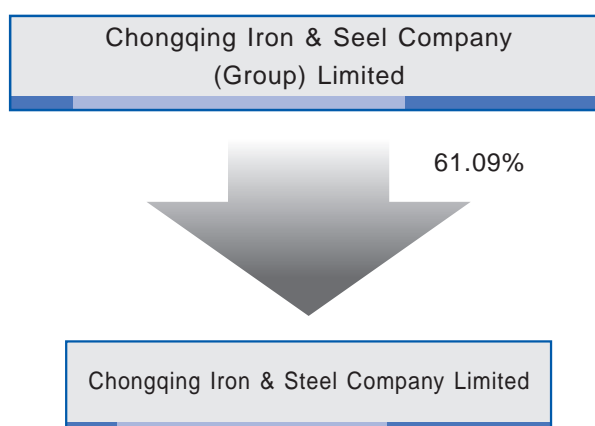 Chongqing Iron & Seel Company
(Group) Limited
61.09%
Chongqing Iron & Steel Company Limited